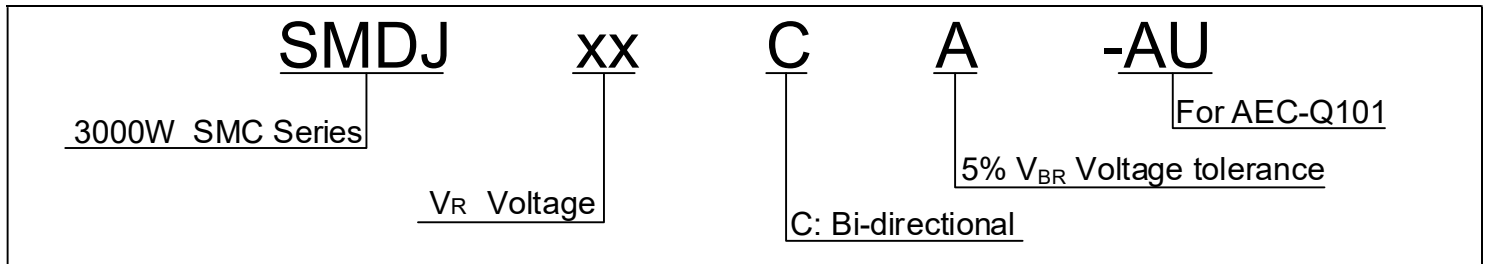 SMDJ xx C A -AU
For AEC-Q101
3000W SMC Series
5% VBR Voltage tolerance
VR Voltage
C: Bi-directional